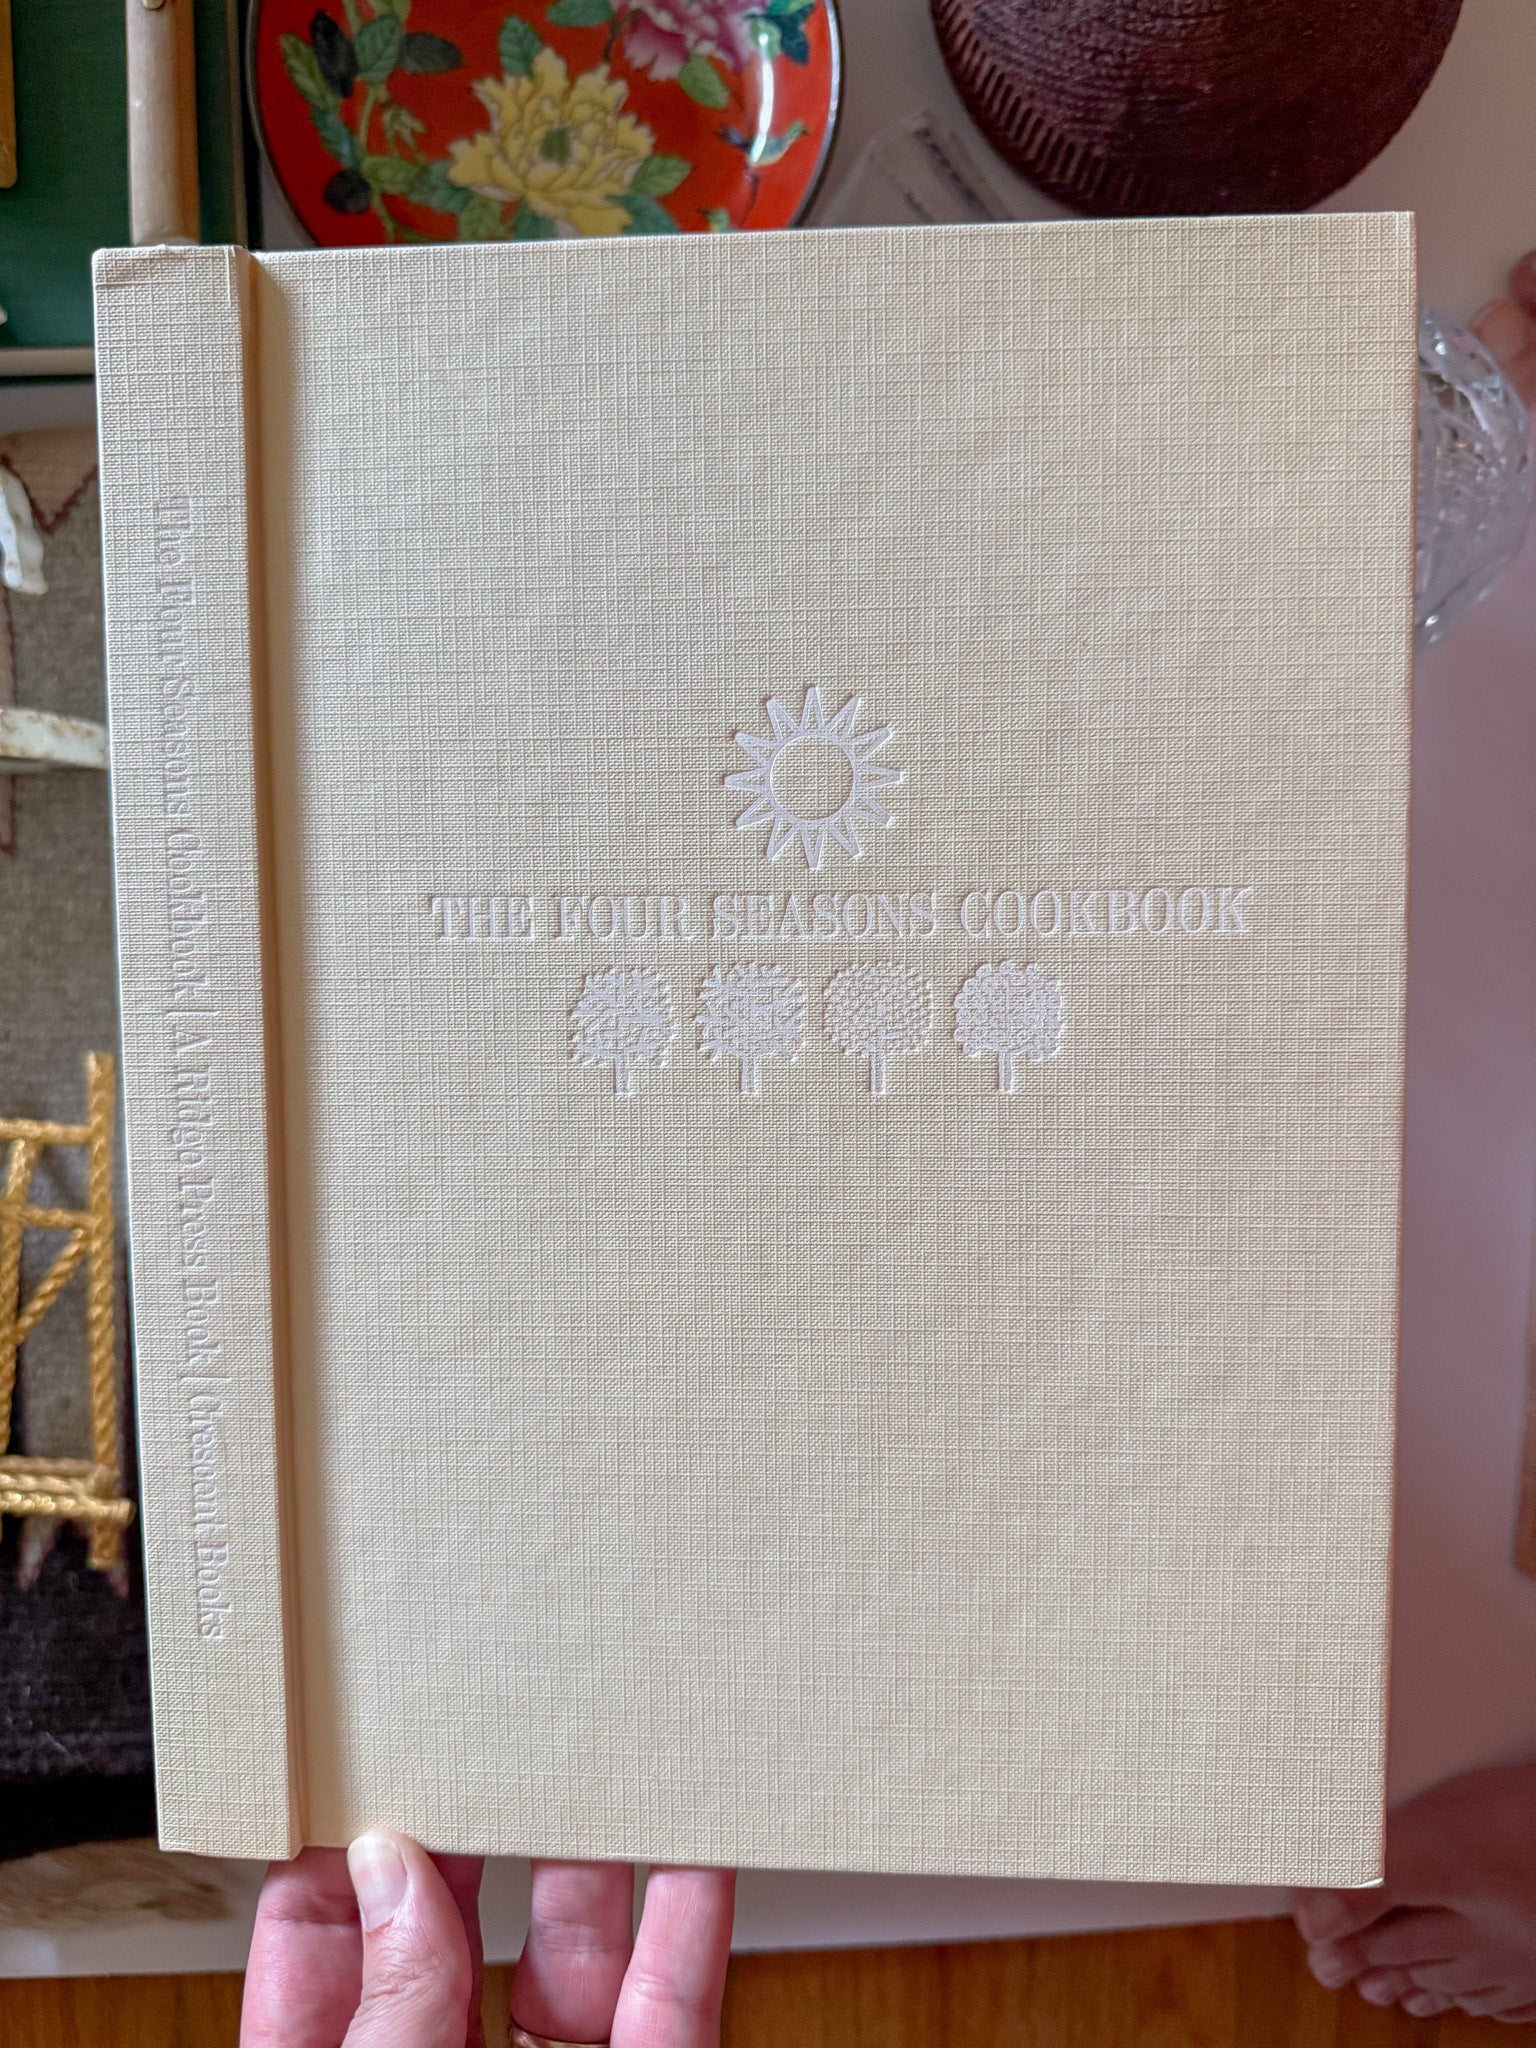 THE FOUR SEASONS COOKBOOK
The Four Seasons Cookbook | A Ridge Press Book | Crescent Books